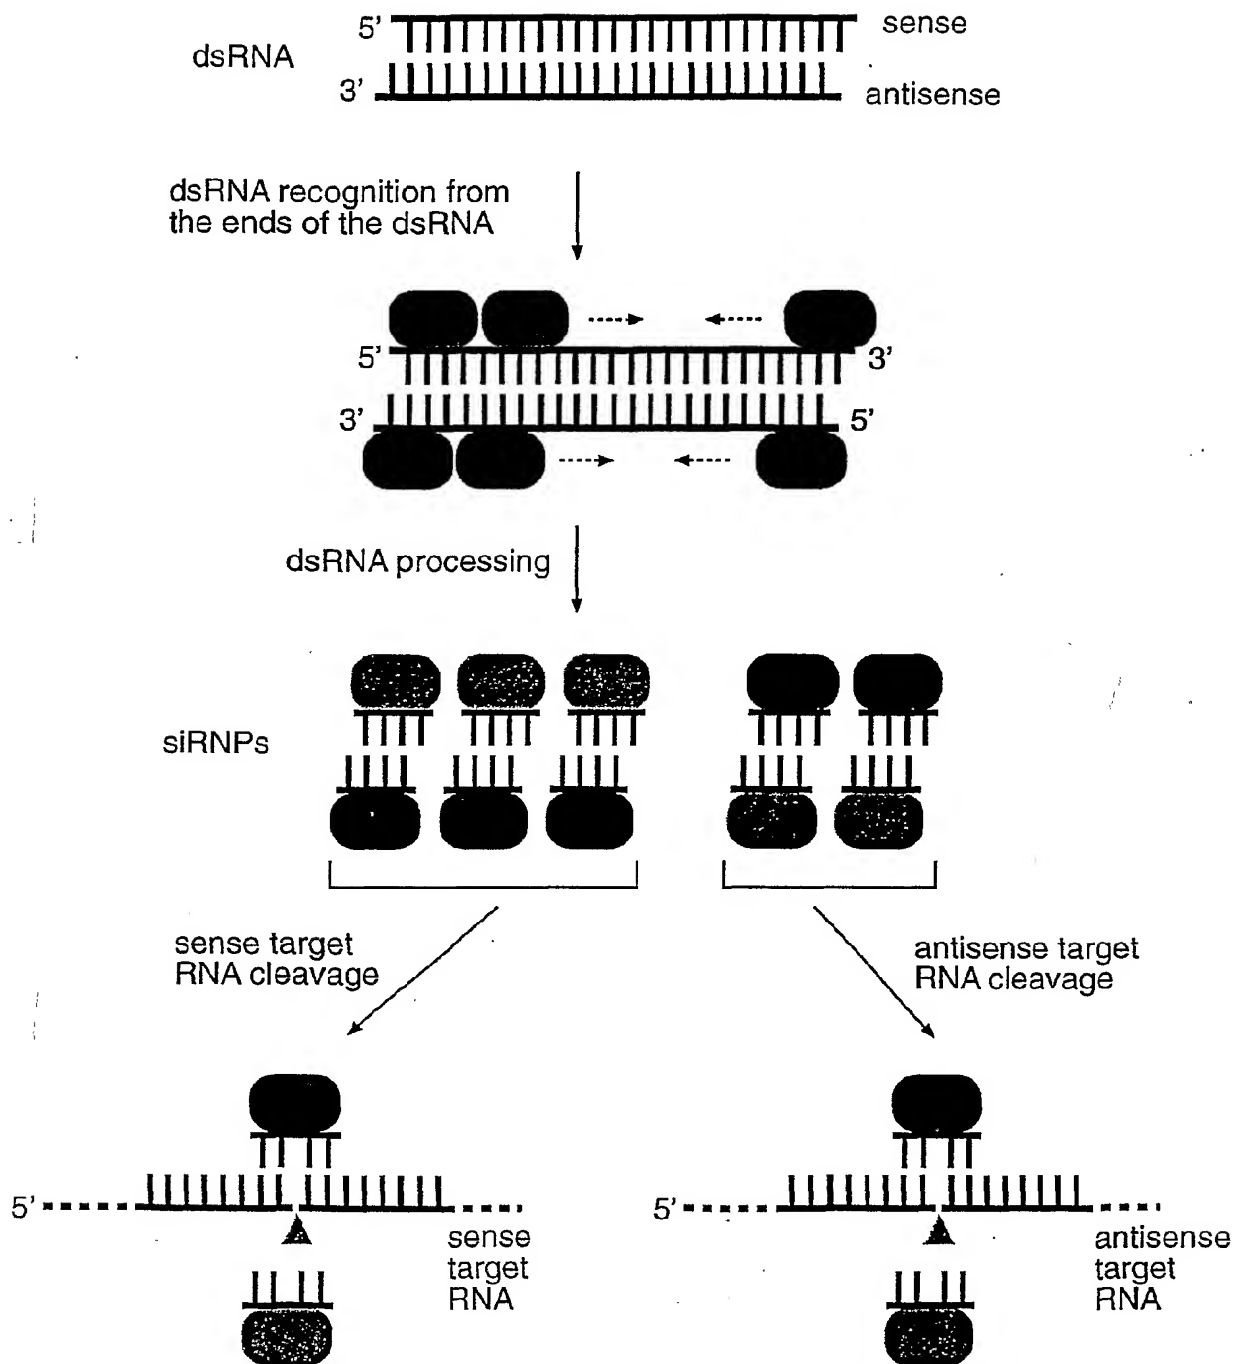 5’
sense
dsRNA
3’
antisense
dsRNA recognition from
the ends of the dsRNA
5’
3’
3’
5’
dsRNA processing
siRNPs
sense target
RNA cleavage
antisense target
RNA cleavage
5’
sense
target
RNA
5’
antisense
target
RNA